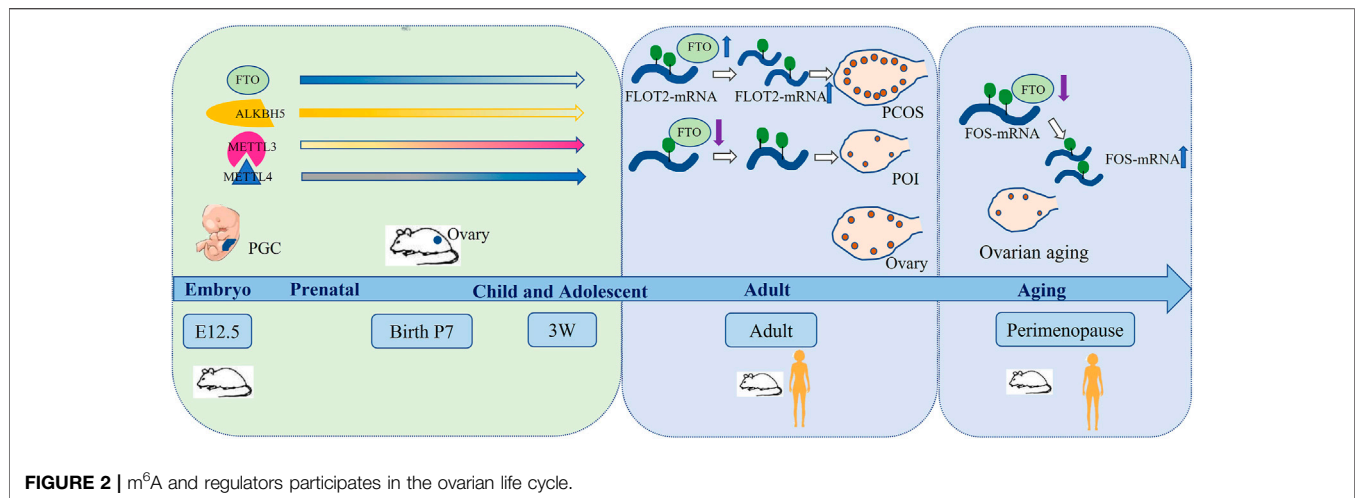 FTO
ALKBH5
METTL3
METTL4
PGC
Ovary
FTO
FLOT2-mRNA
FLOT2-mRNA
PCOS
FTO
POI
Ovary
FTO
FOS-mRNA
FOS-mRNA
Ovarian aging
Embryo
Prenatal
Child and Adolescent
Adult
Aging
E12.5
Birth P7
3W
Adult
Perimenopause
FIGURE 2 | m⁶A and regulators participates in the ovarian life cycle.